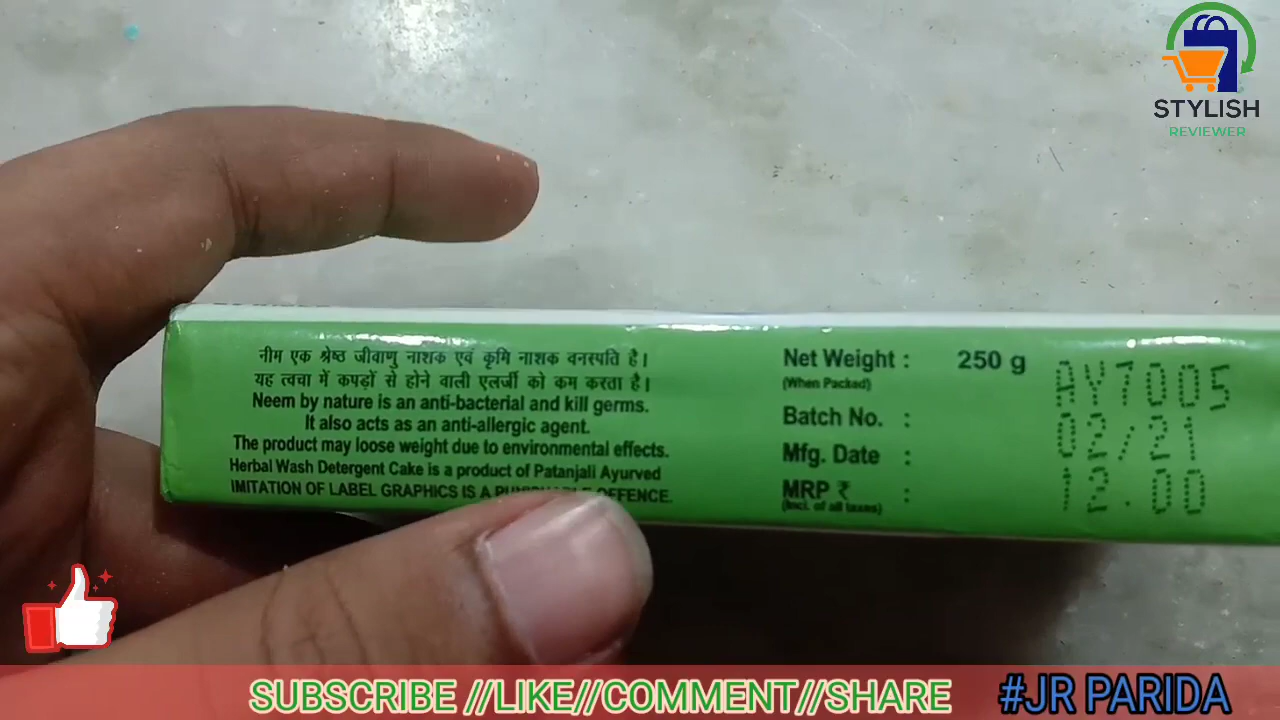 STYLISH
REVIEWER
नीम एक श्रेष्ठ जीवाणु नाशक एवं कृमि नाशक वनस्पति है।
यह त्वचा में कपड़ों से होने वाली एलर्जी को कम करता है।
Neem by nature is an anti-bacterial and kill germs.
It also acts as an anti-allergic agent.
The product may loose weight due to environmental effects.
Herbal Wash Detergent Cake is a product of Patanjali Ayurved
IMITATION OF LABEL GRAPHICS IS A OFFENCE.
Net Weight : 250 g
(When Packed)
Batch No. : AY7005
Mfg. Date : 02/21
MRP ₹ : 12.00
(Incl. of all taxes)
SUBSCRIBE //LIKE//COMMENT//SHARE #JR PARIDA